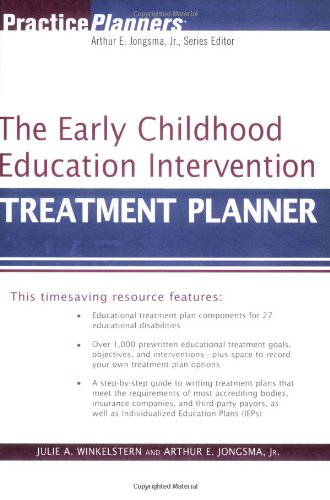 PracticePlanners®
Arthur E. Jongsma, Jr., Series Editor
The Early Childhood
Education Intervention
TREATMENT PLANNER
This timesaving resource features:
• Educational treatment plan components for 27
educational disabilities
• Over 1,000 prewritten educational treatment goals,
objectives, and interventions—plus space to record
your own treatment plan options
• A step-by-step guide to writing treatment plans that
meet the requirements of most accrediting bodies,
insurance companies, and third-party payors, as
well as Individualized Education Plans (IEPs)
JULIE A. WINKELSTERN AND ARTHUR E. JONGSMA, JR.